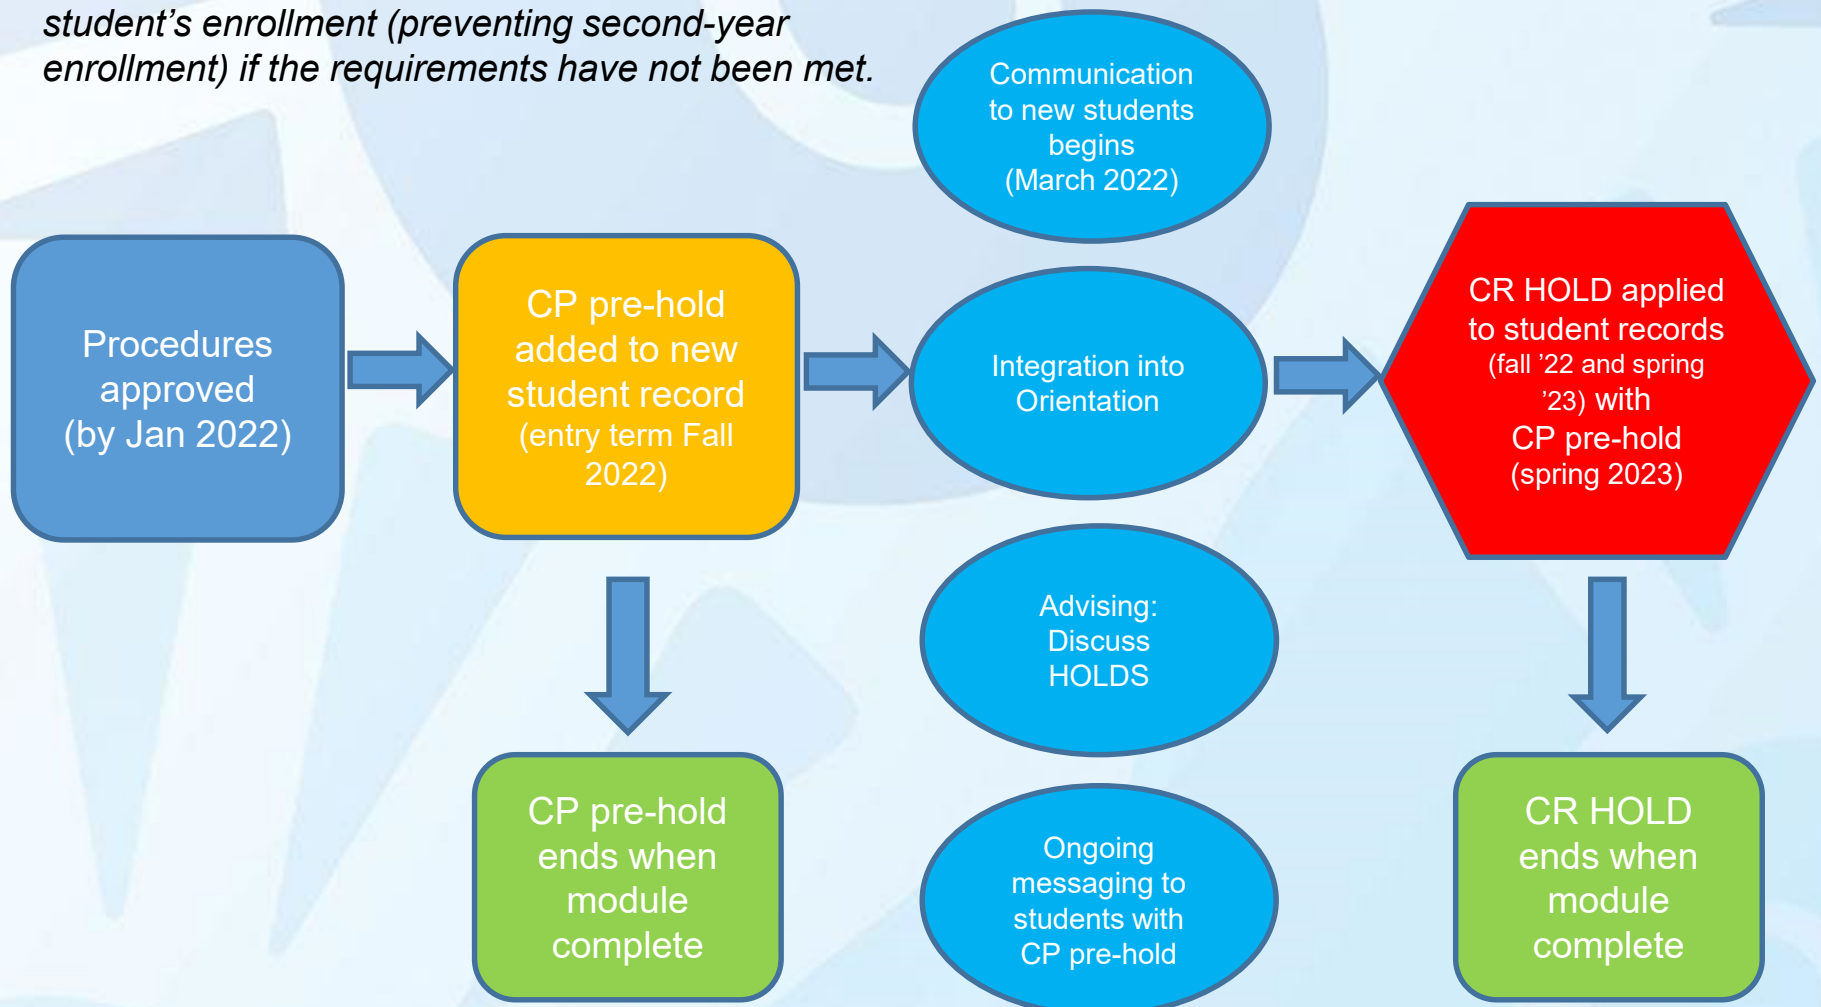 student’s enrollment (preventing second-year
enrollment) if the requirements have not been met.
Procedures
approved
(by Jan 2022)
CP pre-hold
added to new
student record
(entry term Fall
2022)
CP pre-hold
ends when
module
complete
Communication
to new students
begins
(March 2022)
Integration into
Orientation
Advising:
Discuss
HOLDS
Ongoing
messaging to
students with
CP pre-hold
CR HOLD applied
to student records
(fall ’22 and spring
’23) with
CP pre-hold
(spring 2023)
CR HOLD
ends when
module
complete